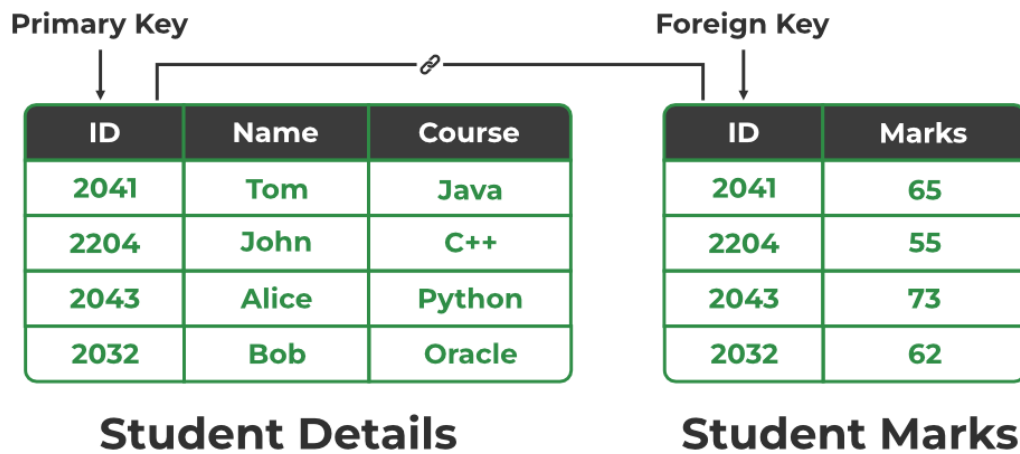 Primary Key
Foreign Key
ID Name Course
2041 Tom Java
2204 John C++
2043 Alice Python
2032 Bob Oracle
Student Details
ID Marks
2041 65
2204 55
2043 73
2032 62
Student Marks